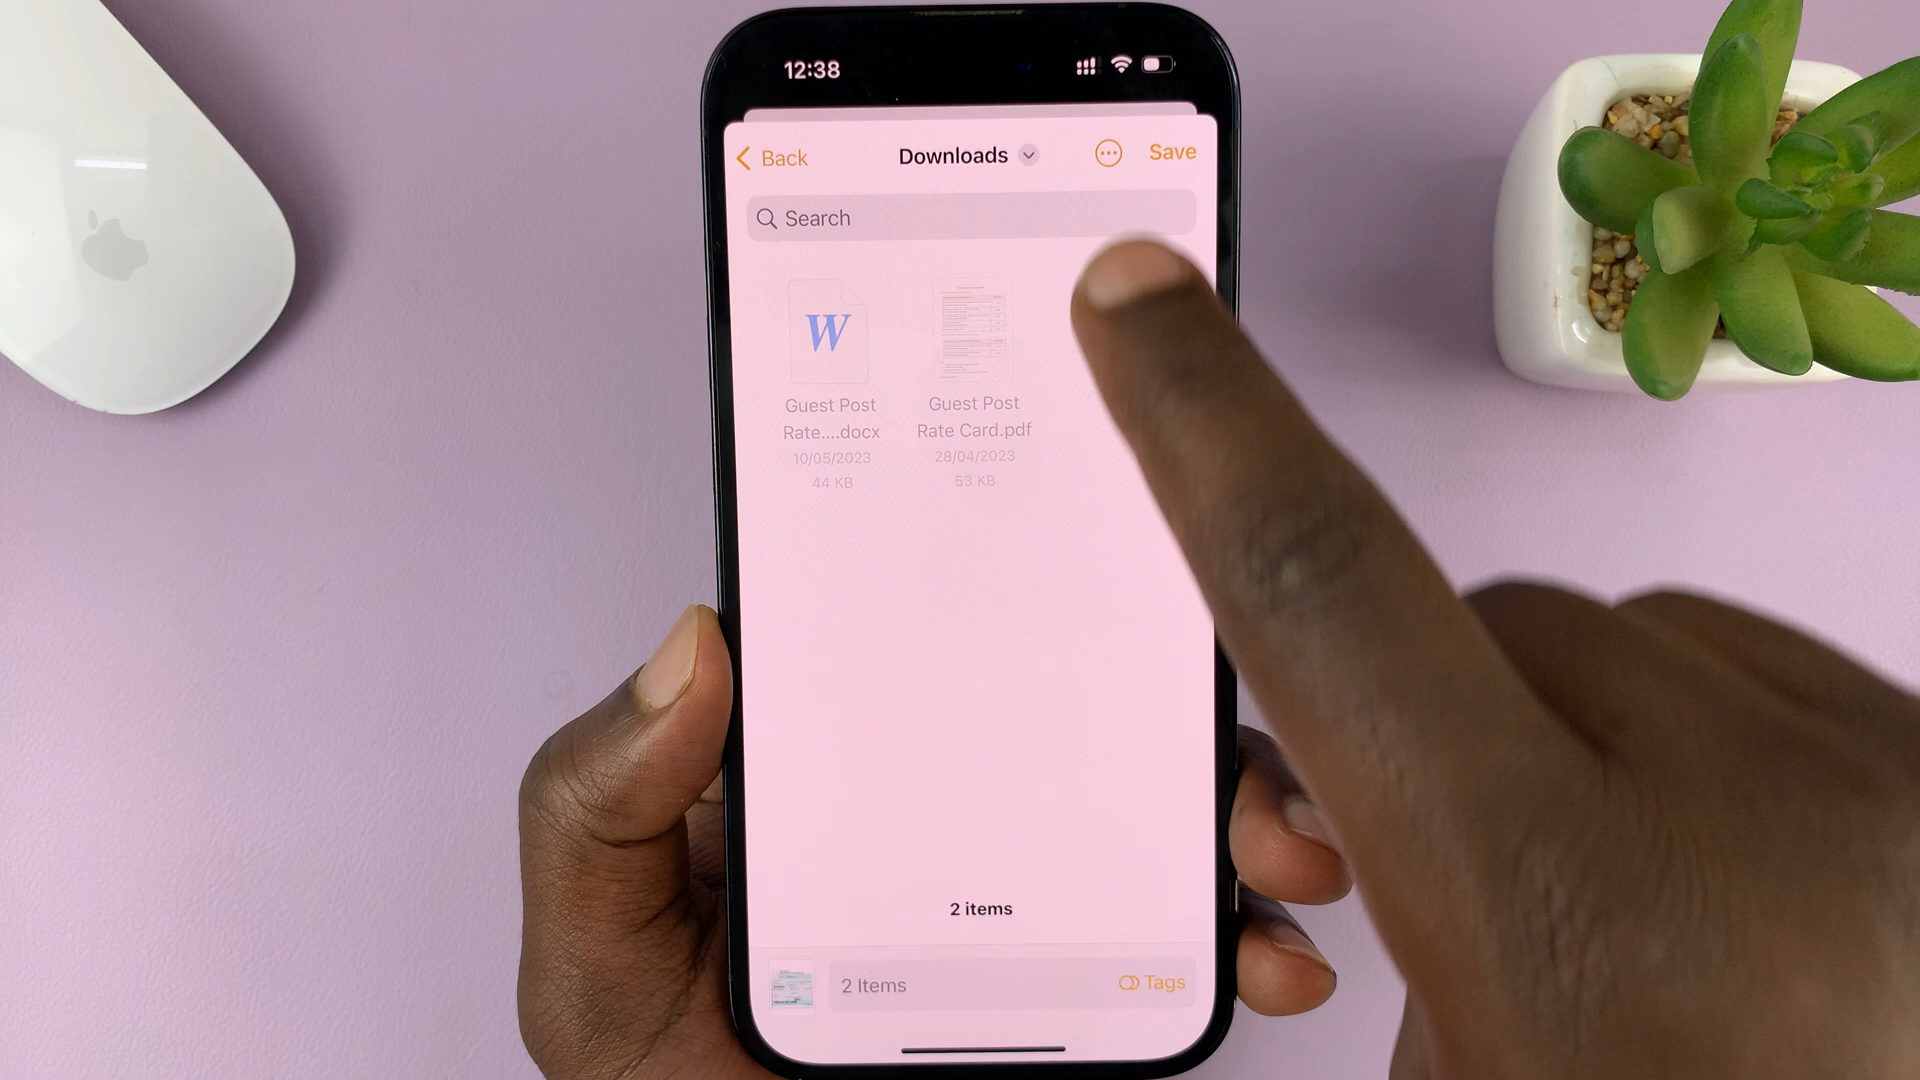 12:38
Back
Downloads
Save
Search
W
Guest Post
Rate....docx
10/05/2023
44 KB
Guest Post
Rate Card.pdf
28/04/2023
53 KB
2 items
2 Items
Tags